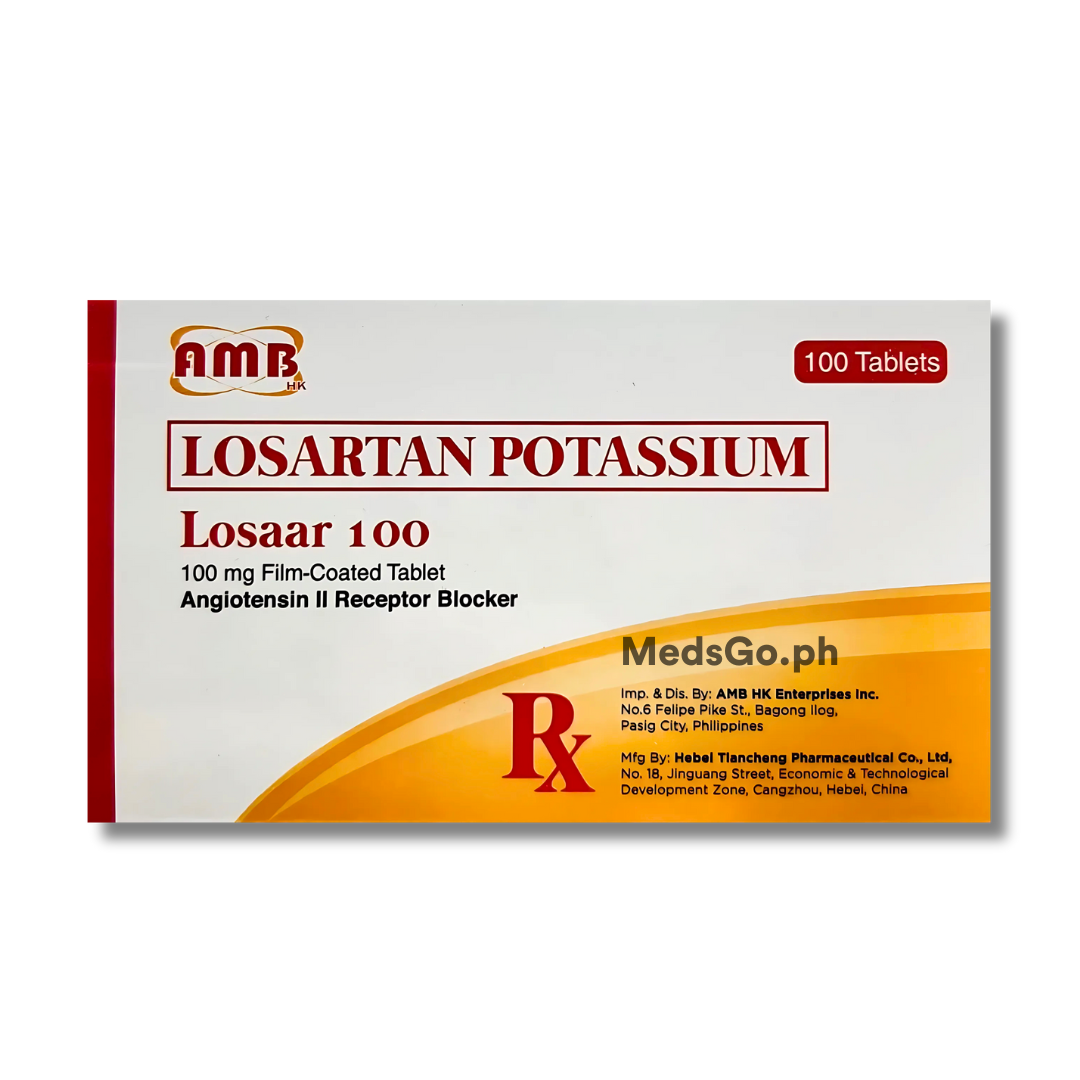 AMB
HK
100 Tablets
LOSARTAN POTASSIUM
Losaar 100
100 mg Film-Coated Tablet
Angiotensin II Receptor Blocker
MedsGo.ph
Rx
Imp. & Dis. By: AMB HK Enterprises Inc.
No.6 Felipe Pike St., Bagong Ilog,
Pasig City, Philippines
Mfg By: Hebei Tiancheng Pharmaceutical Co., Ltd,
No. 18, Jinguang Street, Economic & Technological
Development Zone, Cangzhou, Hebei, China